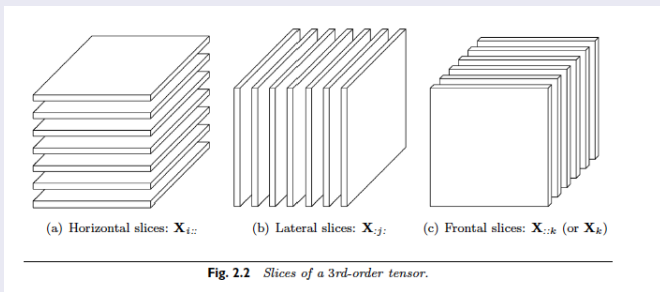 (a) Horizontal slices: X_{i::}
(b) Lateral slices: X_{:j:}
(c) Frontal slices: X_{::k} (or X_k)
Fig. 2.2 Slices of a 3rd-order tensor.